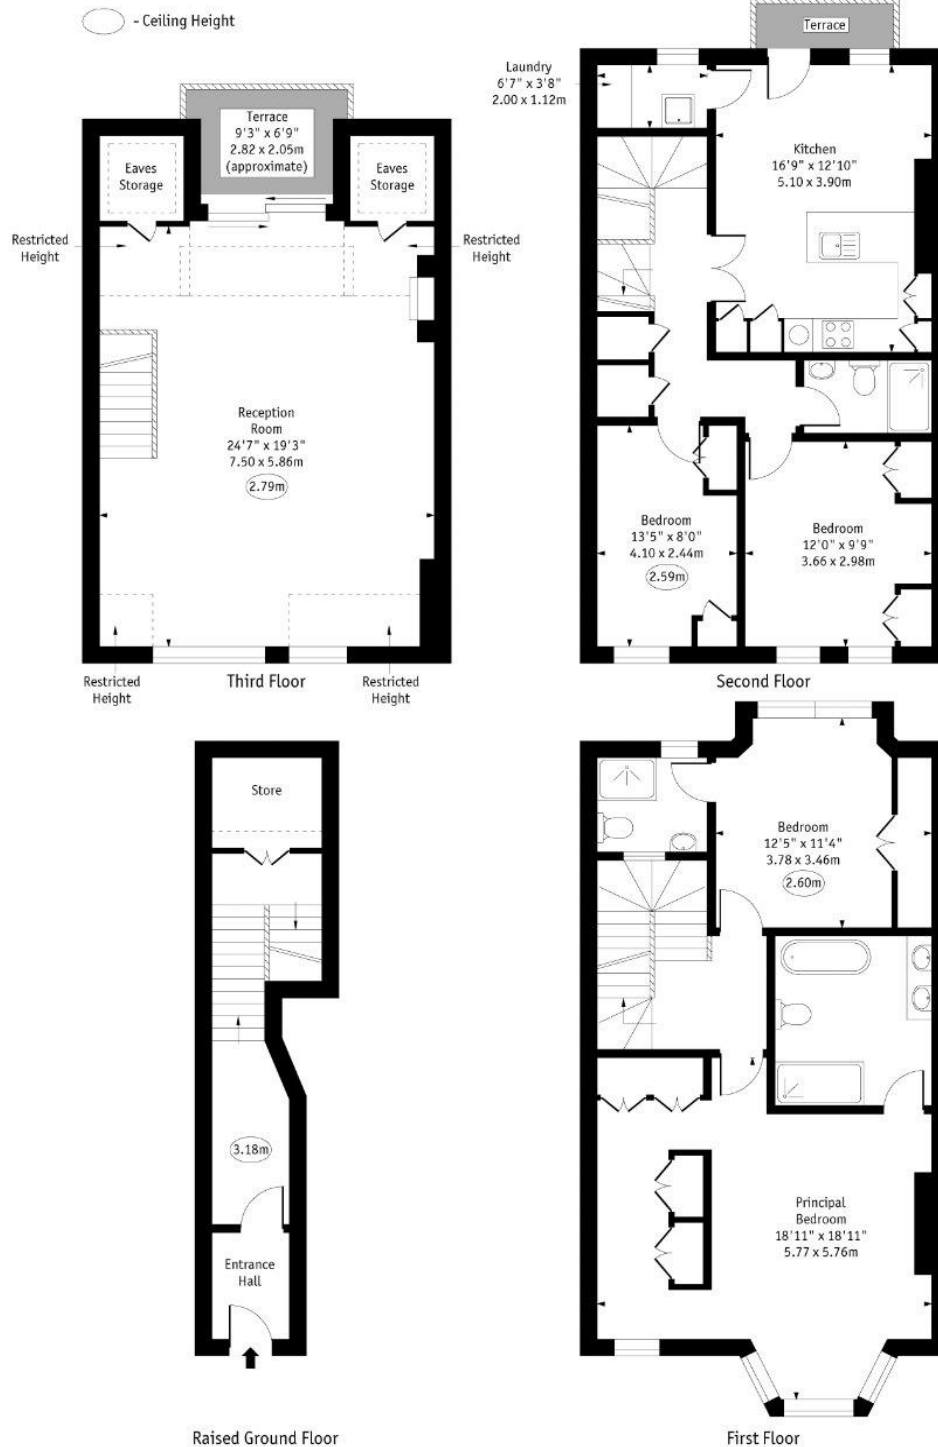 - Ceiling Height
Terrace
9'3" x 6'9"
2.82 x 2.05m
(approximate)
Eaves
Storage
Eaves
Storage
Restricted
Height
Restricted
Height
Reception
Room
24'7" x 19'3"
7.50 x 5.86m
2.79m
Restricted
Height
Third Floor
Restricted
Height
Terrace
Laundry
6'7" x 3'8"
2.00 x 1.12m
Kitchen
16'9" x 12'10"
5.10 x 3.90m
Bedroom
13'5" x 8'0"
4.10 x 2.44m
2.59m
Bedroom
12'0" x 9'9"
3.66 x 2.98m
Second Floor
Store
3.18m
Entrance
Hall
Raised Ground Floor
Bedroom
12'5" x 11'4"
3.78 x 3.46m
2.60m
Principal
Bedroom
18'11" x 18'11"
5.77 x 5.76m
First Floor